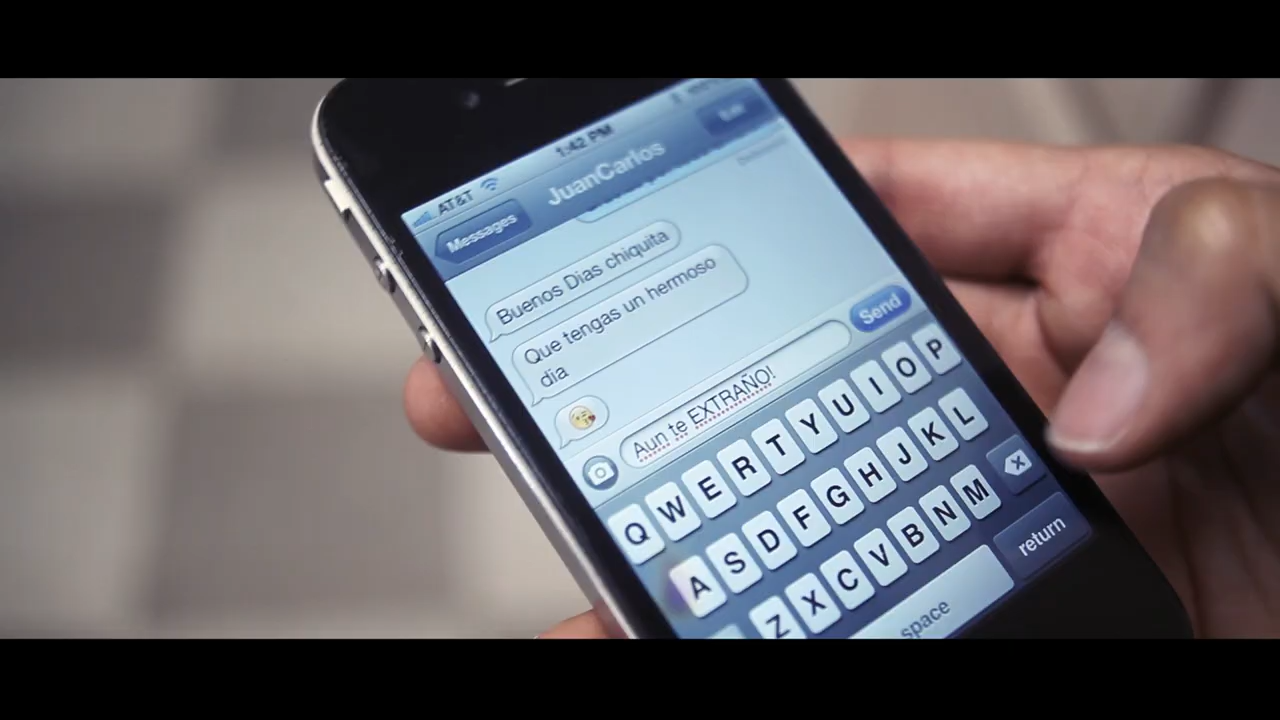 1:42 PM
AT&T
Messages
JuanCarlos
Edit
Buenos Dias chiquita
Que tengas un hermoso
dia
Aun te EXTRAÑO!
Send
Q W E R T Y U I O P
A S D F G H J K L
Z X C V B N M
space
return